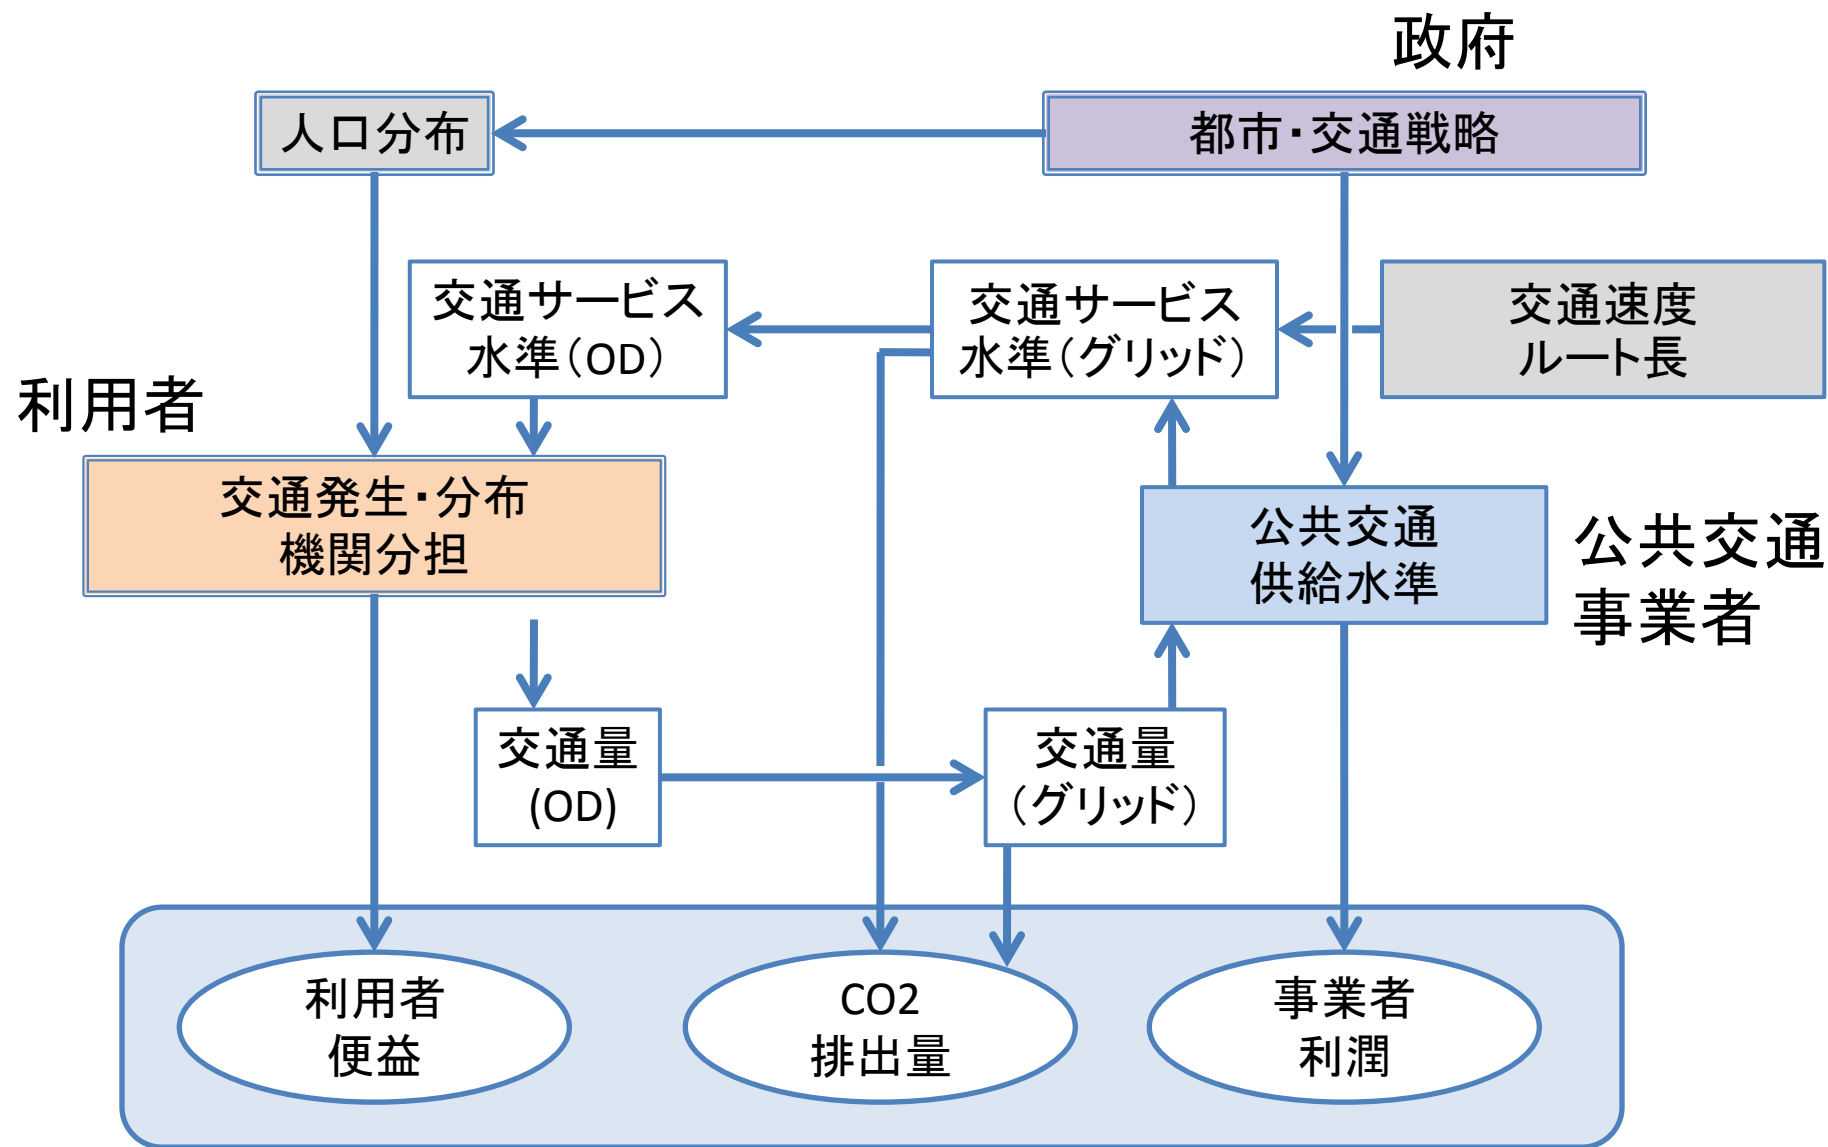 政府
人口分布
都市・交通戦略
交通サービス
水準（OD）
交通サービス
水準（グリッド）
交通速度
ルート長
利用者
交通発生・分布
機関分担
公共交通
供給水準
公共交通
事業者
交通量
(OD)
交通量
（グリッド）
利用者
便益
CO2
排出量
事業者
利潤